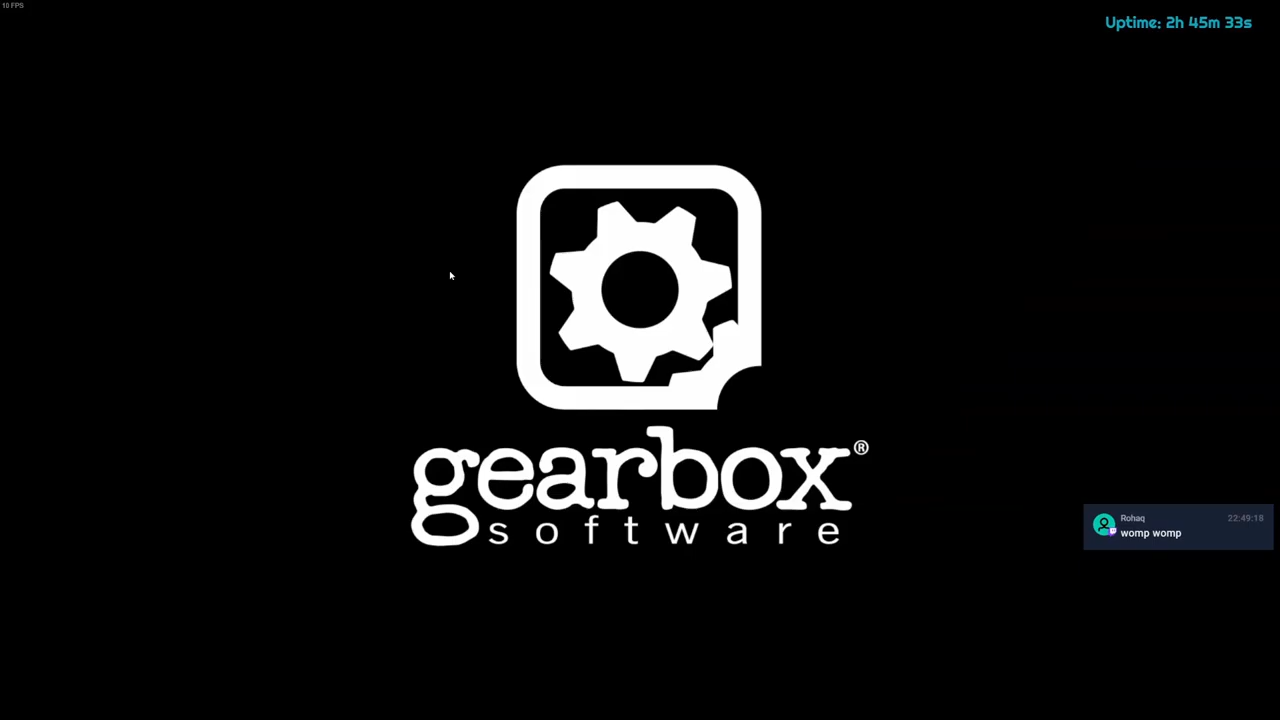 10 FPS
Uptime: 2h 45m 33s
gearbox®
software
Rohaq 22:49:18
womp womp